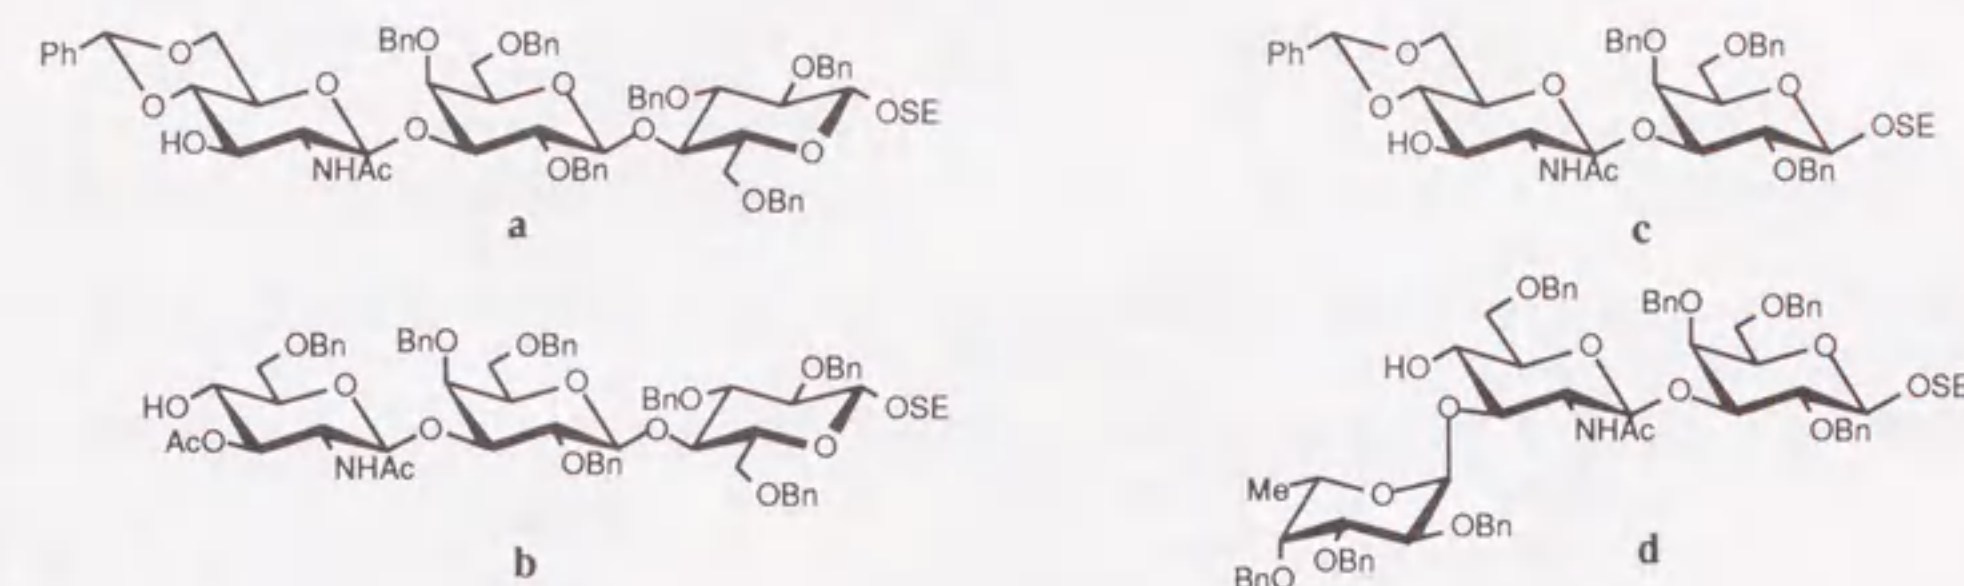 Ph O O O BnO OBn O OBn BnO OSE
HO NHAc O OBn O O OBn
a
Ph O O O BnO OBn O OSE
HO NHAc O OBn
c
OBn BnO OBn OBn
HO O O BnO OSE
AcO NHAc O OBn O O OBn
b
OBn BnO OBn
HO O O OSE
O NHAc O OBn
Me O OBn
BnO OBn
d